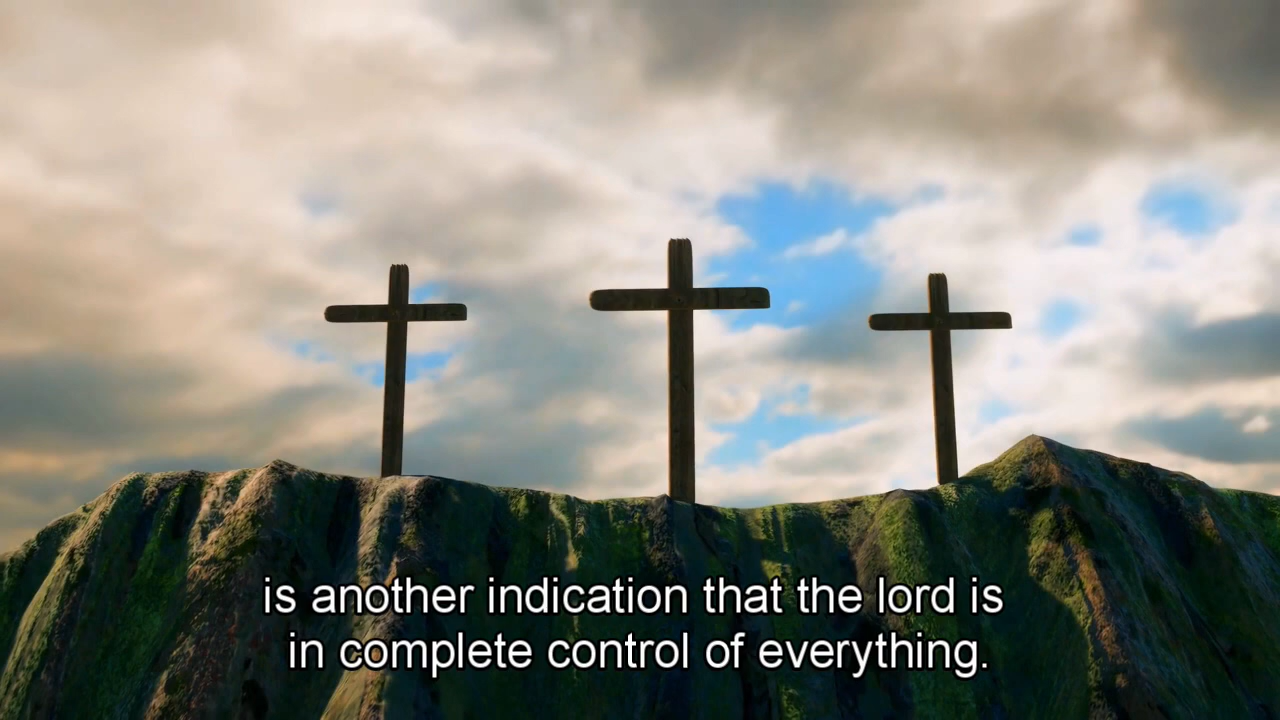 is another indication that the lord is
in complete control of everything.